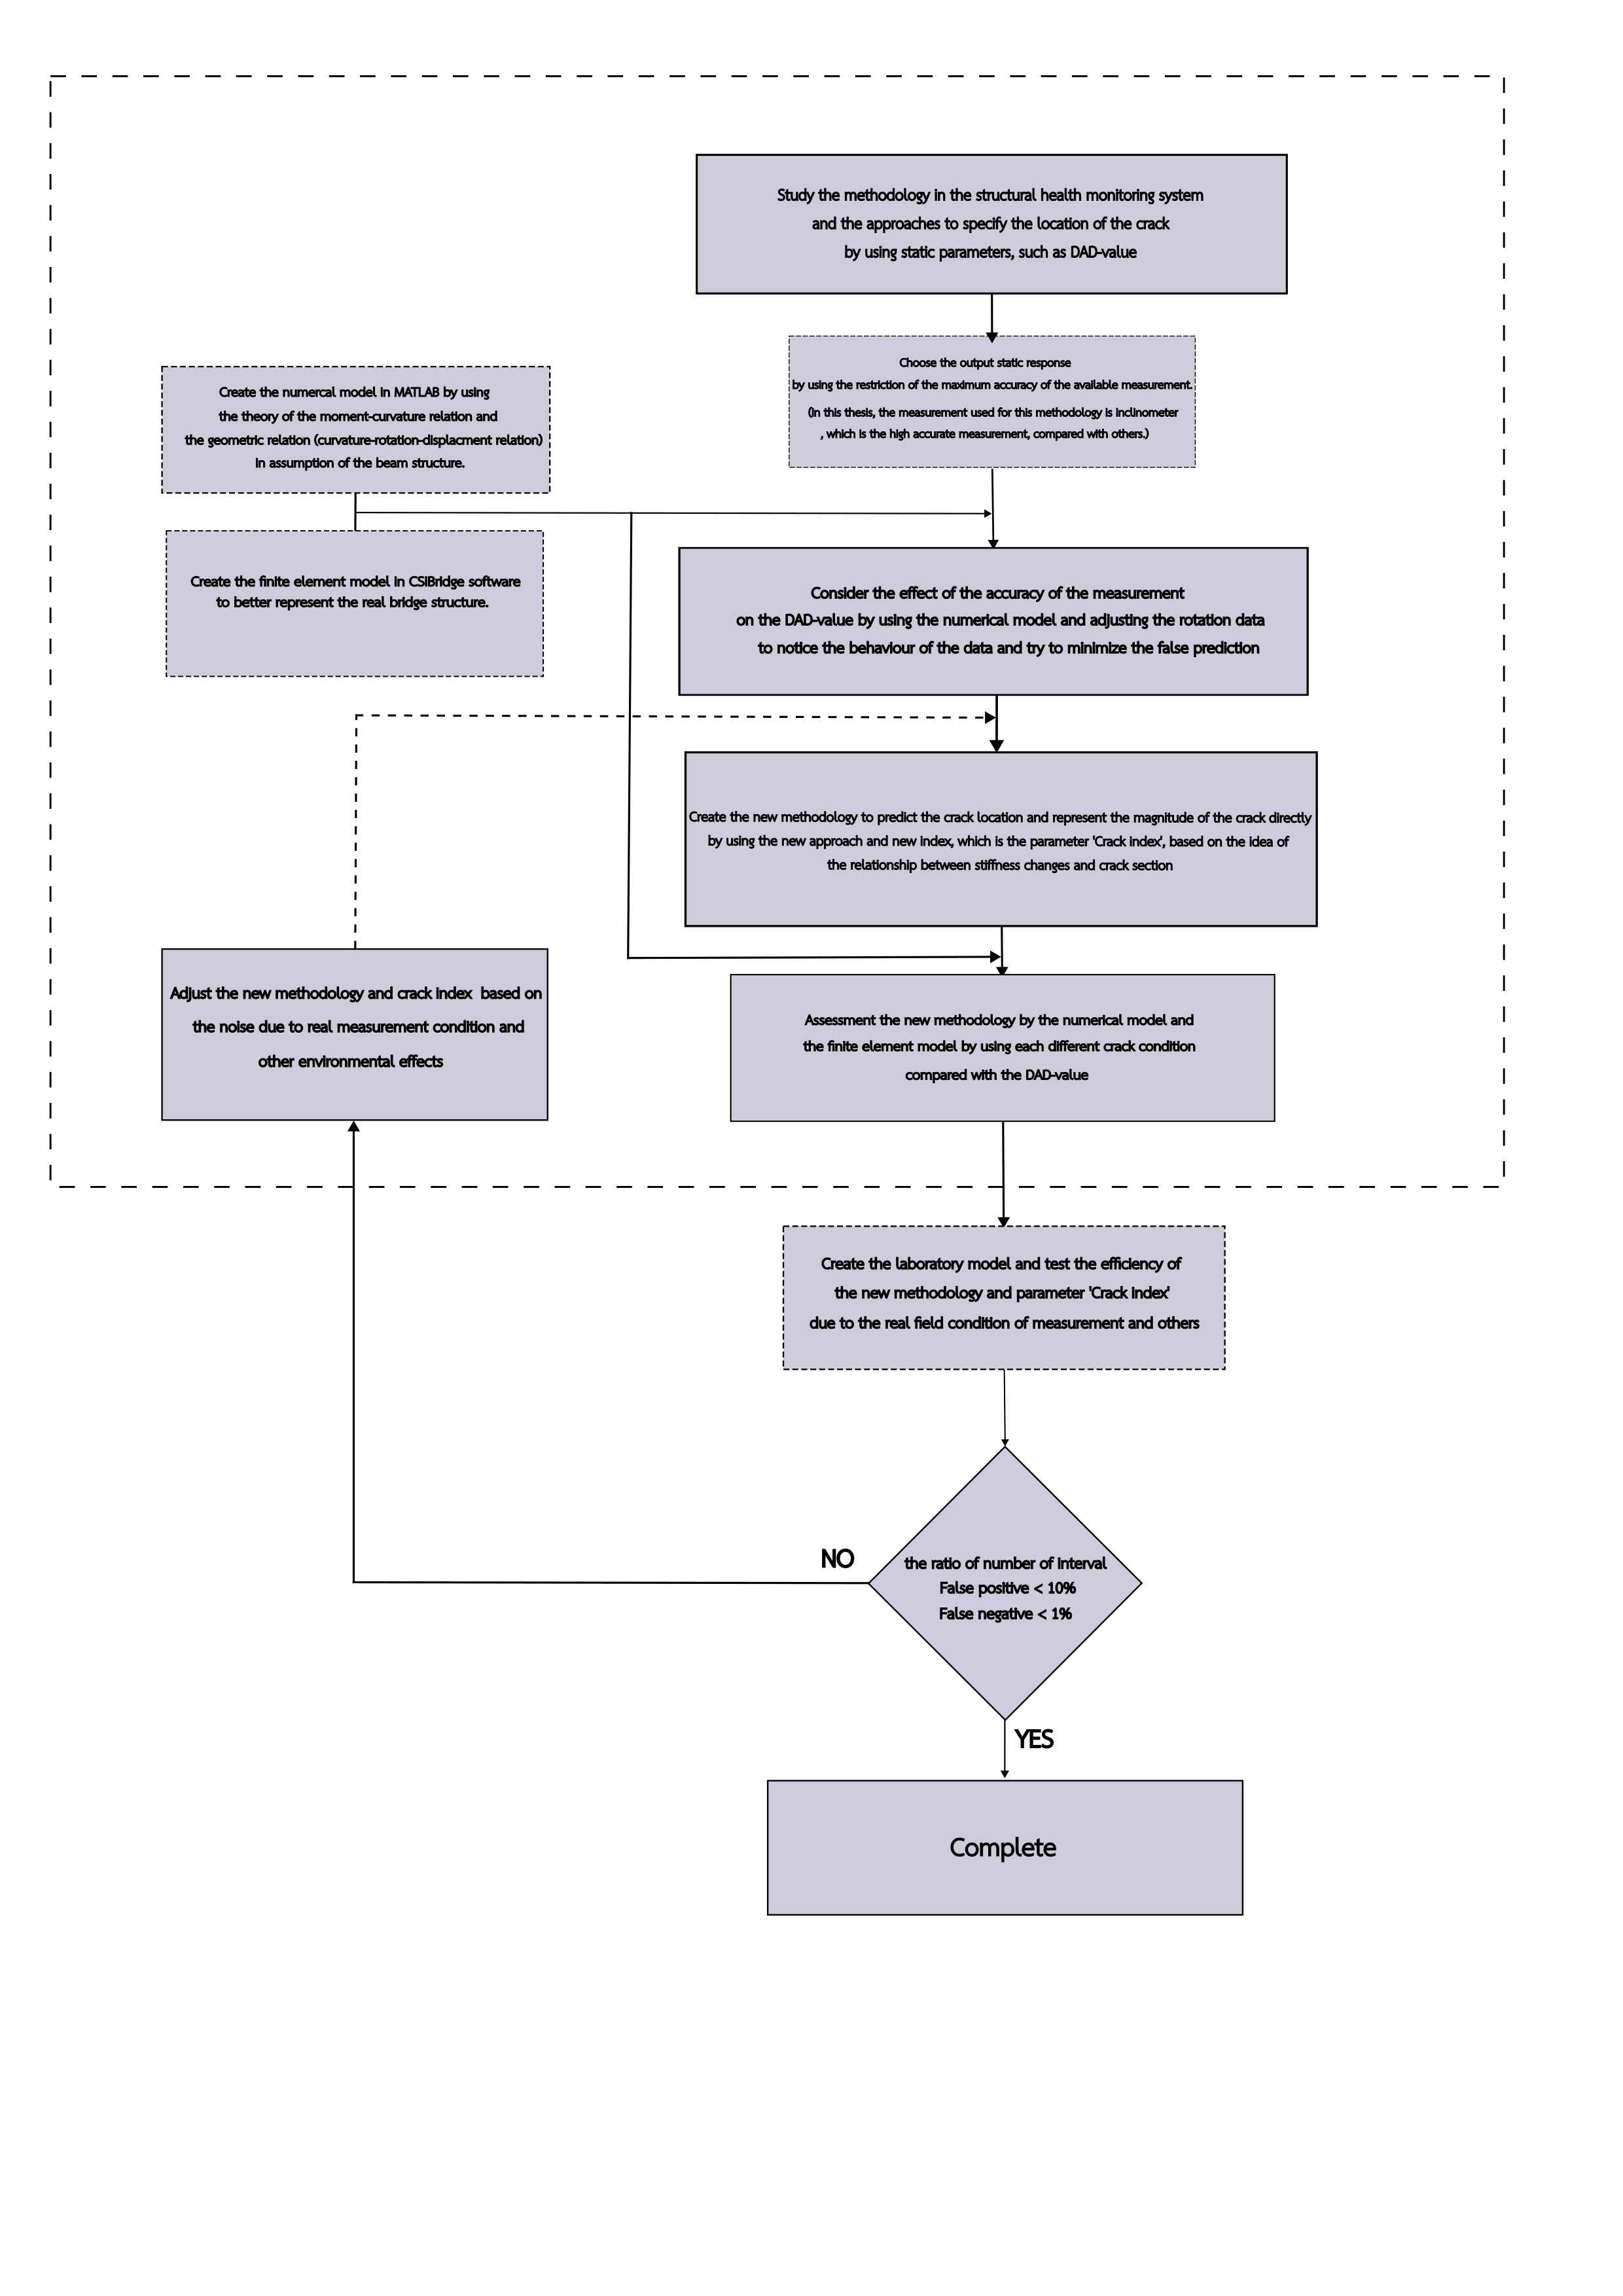 Study the methodology in the structural health monitoring system
and the approaches to specify the location of the crack
by using static parameters, such as DAD-value
Choose the output static response
by using the restriction of the maximum accuracy of the available measurement.
(In this thesis, the measurement used for this methodology is inclinometer
, which is the high accurate measurement, compared with others.)
Create the numercal model in MATLAB by using
the theory of the moment-curvature relation and
the geometric relation (curvature-rotation-displacment relation)
in assumption of the beam structure.
Create the finite element model in CSIBridge software
to better represent the real bridge structure.
Consider the effect of the accuracy of the measurement
on the DAD-value by using the numerical model and adjusting the rotation data
to notice the behaviour of the data and try to minimize the false prediction
Create the new methodology to predict the crack location and represent the magnitude of the crack directly
by using the new approach and new index, which is the parameter 'Crack index', based on the idea of
the relationship between stiffness changes and crack section
Adjust the new methodology and crack index based on
the noise due to real measurement condition and
other environmental effects
Assessment the new methodology by the numerical model and
the finite element model by using each different crack condition
compared with the DAD-value
Create the laboratory model and test the efficiency of
the new methodology and parameter 'Crack index'
due to the real field condition of measurement and others
NO
the ratio of number of interval
False positive < 10%
False negative < 1%
YES
Complete